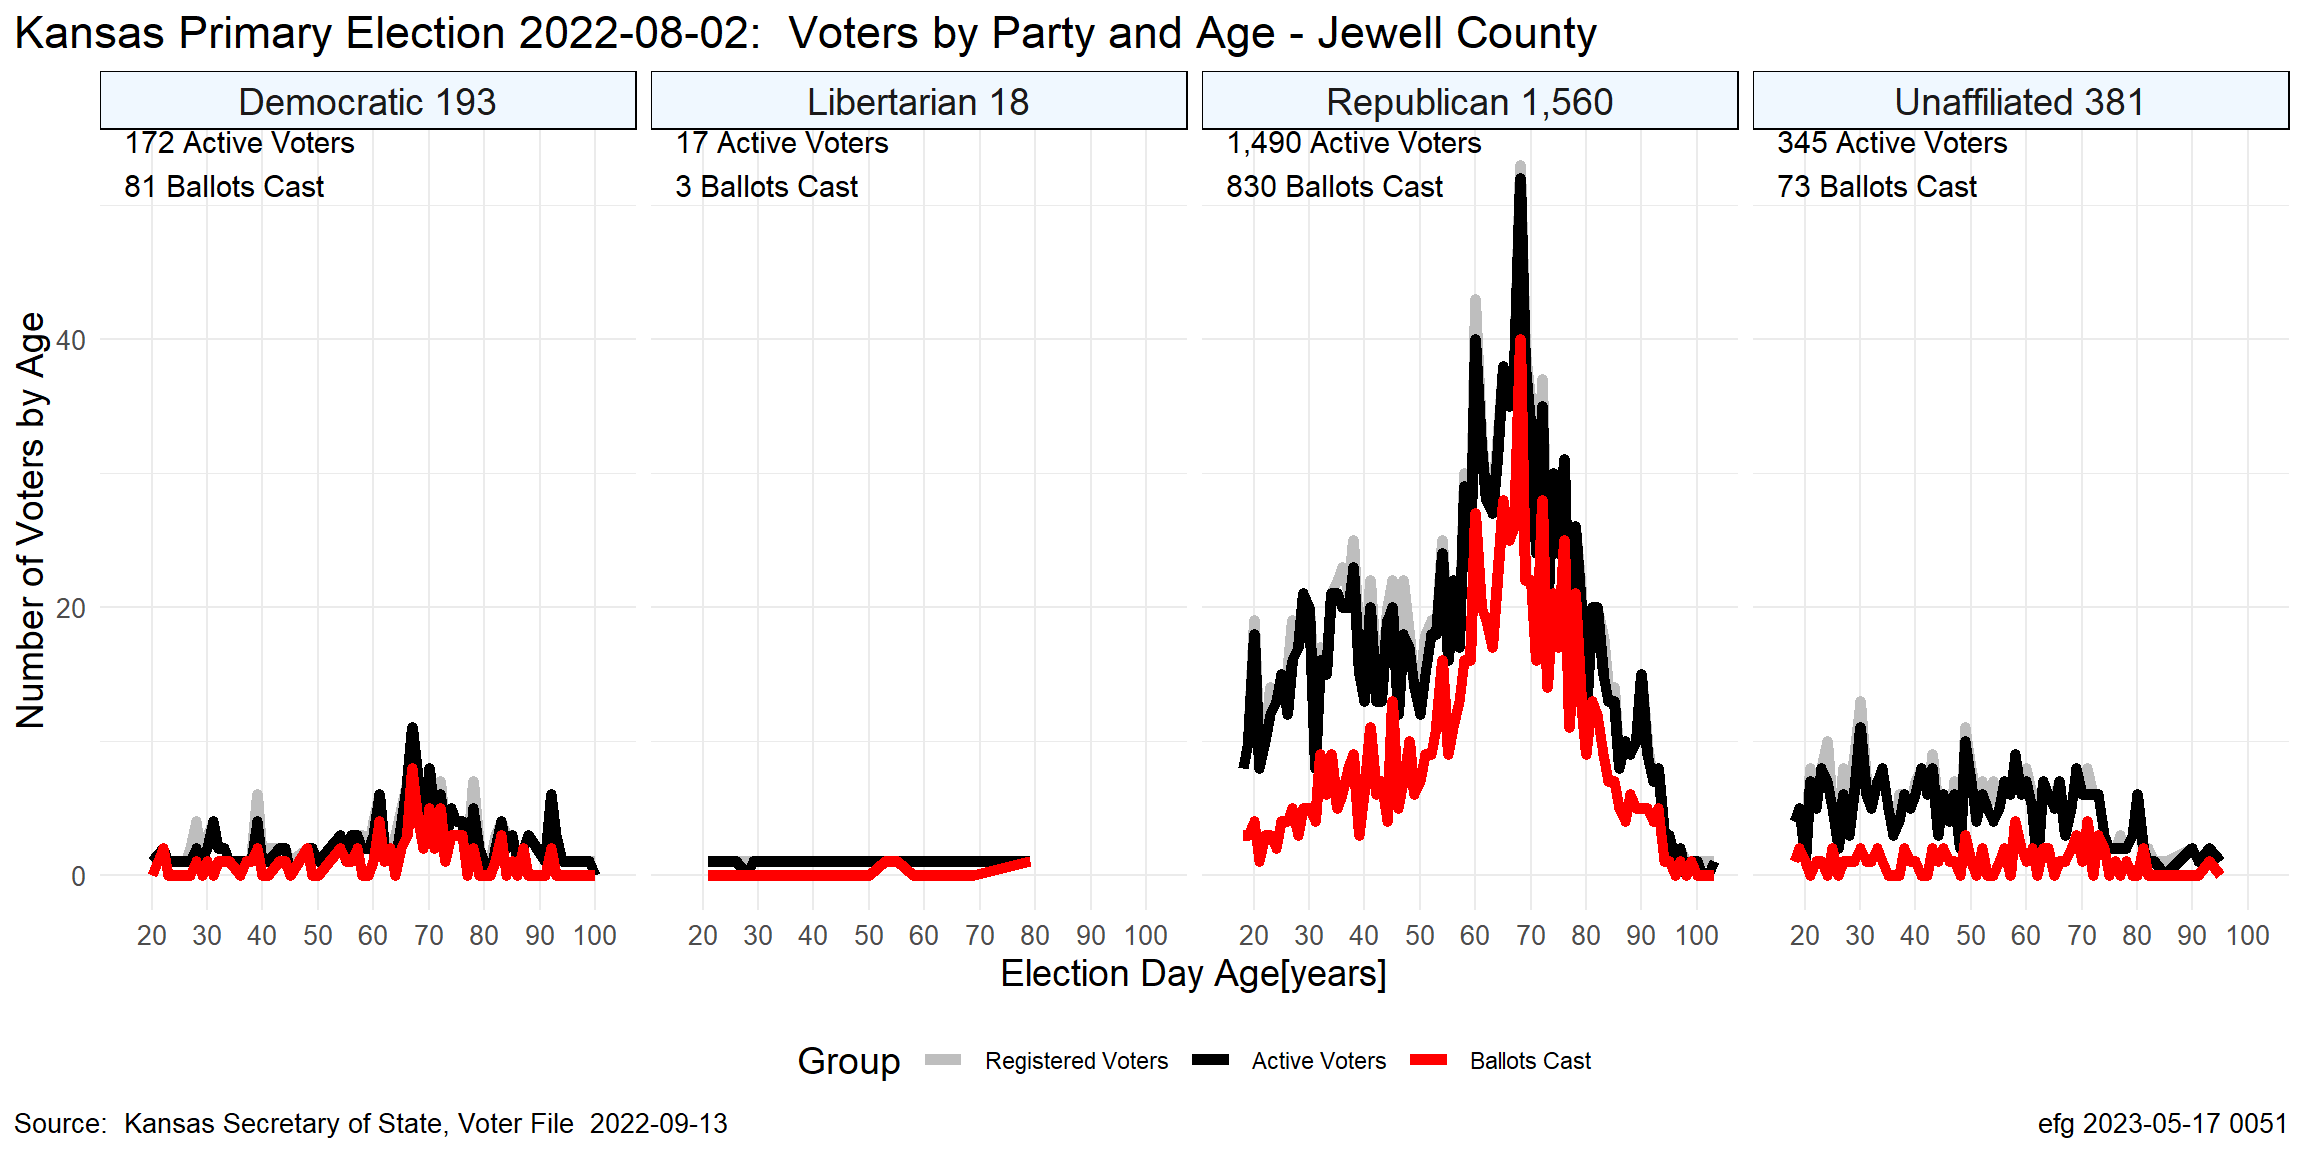 Kansas Primary Election 2022-08-02:  Voters by Party and Age - Jewell County
Democratic 193
Libertarian 18
Republican 1,560
Unaffiliated 381
172 Active Voters
81 Ballots Cast
17 Active Voters
3 Ballots Cast
1,490 Active Voters
830 Ballots Cast
345 Active Voters
73 Ballots Cast
Number of Voters by Age
40
20
0
20 30 40 50 60 70 80 90 100
20 30 40 50 60 70 80 90 100
20 30 40 50 60 70 80 90 100
20 30 40 50 60 70 80 90 100
Election Day Age[years]
Group Registered Voters Active Voters Ballots Cast
Source:  Kansas Secretary of State, Voter File  2022-09-13
efg 2023-05-17 0051